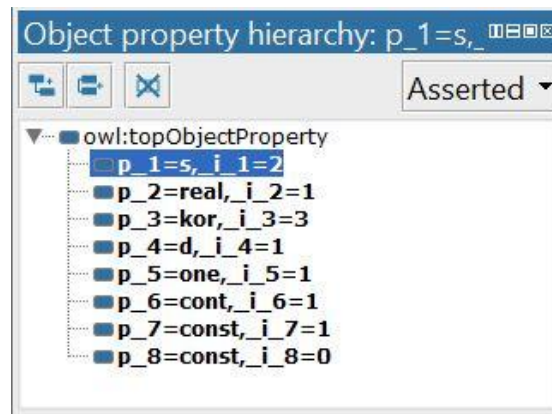 Object property hierarchy: p_1=s,_
Asserted
owl:topObjectProperty
p_1=s,_i_1=2
p_2=real,_i_2=1
p_3=kor,_i_3=3
p_4=d,_i_4=1
p_5=one,_i_5=1
p_6=cont,_i_6=1
p_7=const,_i_7=1
p_8=const,_i_8=0